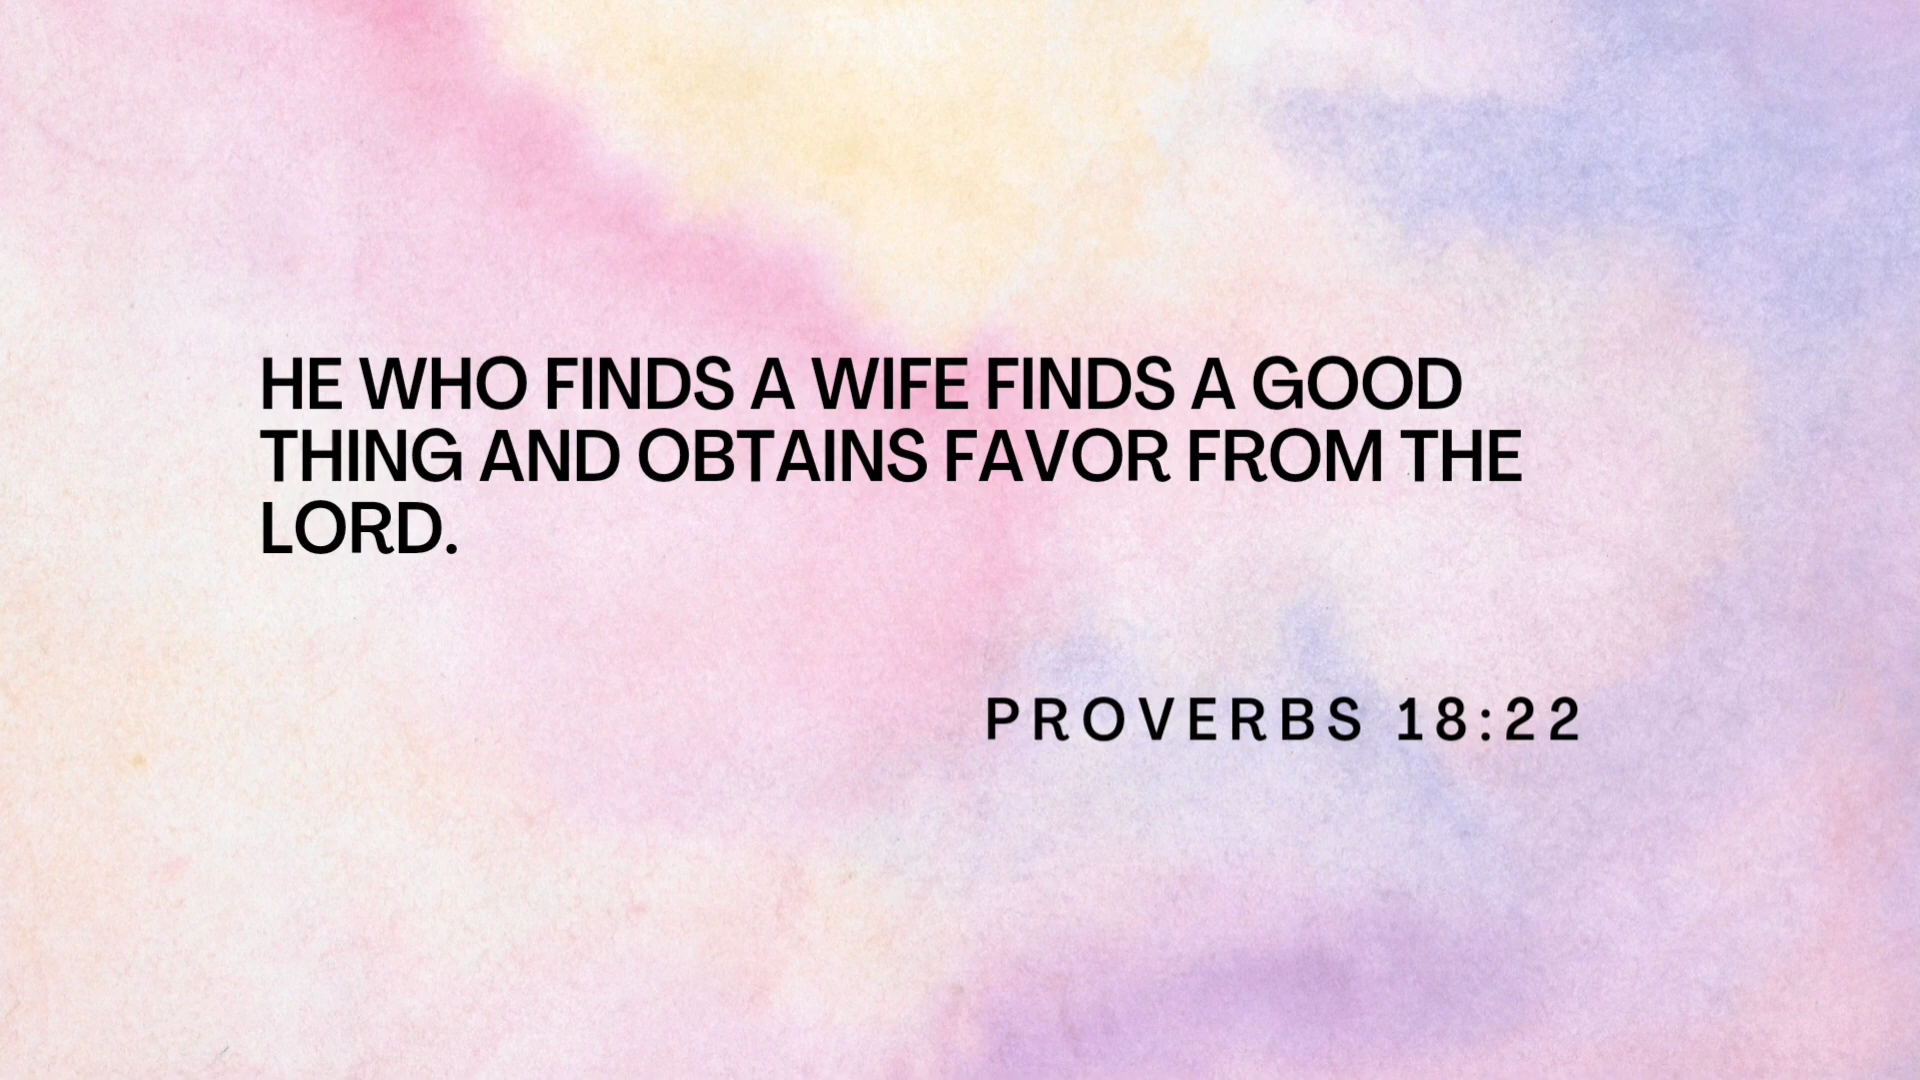 HE WHO FINDS A WIFE FINDS A GOOD
THING AND OBTAINS FAVOR FROM THE
LORD.
PROVERBS 18:22